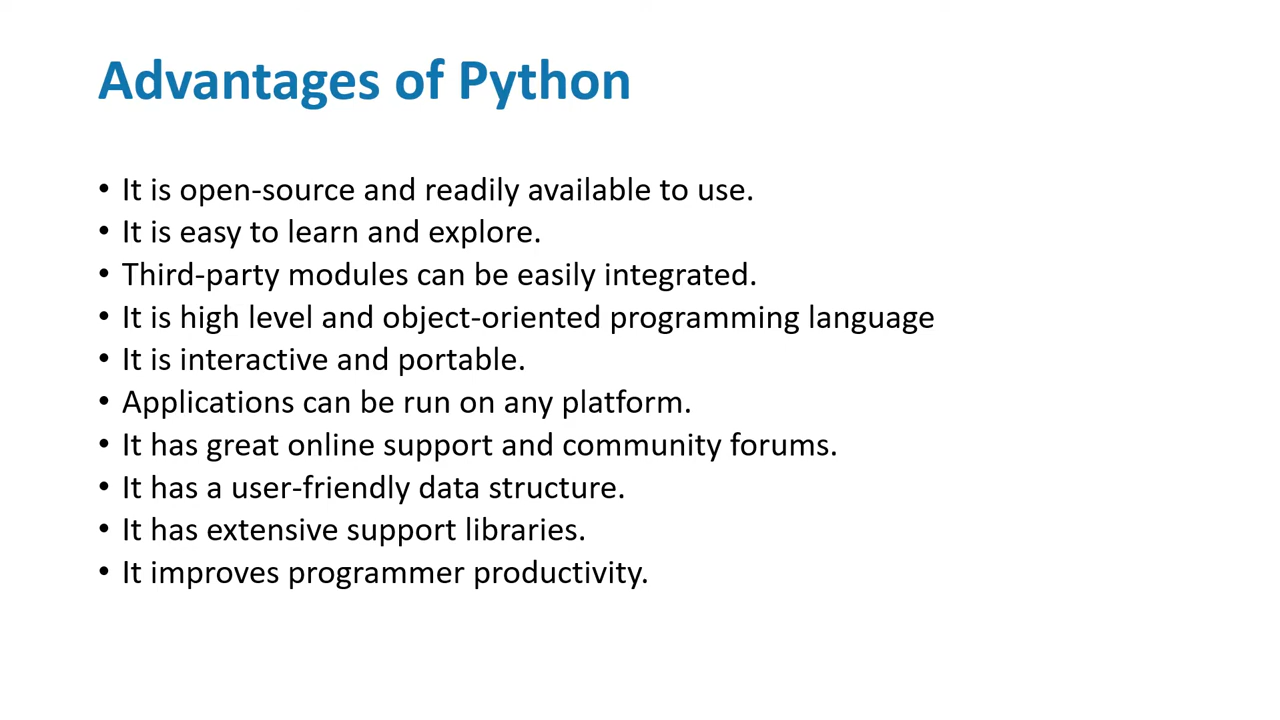 Advantages of Python
• It is open-source and readily available to use.
• It is easy to learn and explore.
• Third-party modules can be easily integrated.
• It is high level and object-oriented programming language
• It is interactive and portable.
• Applications can be run on any platform.
• It has great online support and community forums.
• It has a user-friendly data structure.
• It has extensive support libraries.
• It improves programmer productivity.